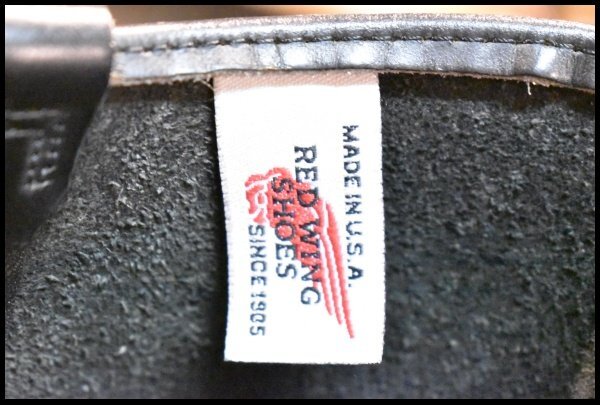 MADE IN U.S.A.
RED WING
SHOES
SINCE 1905